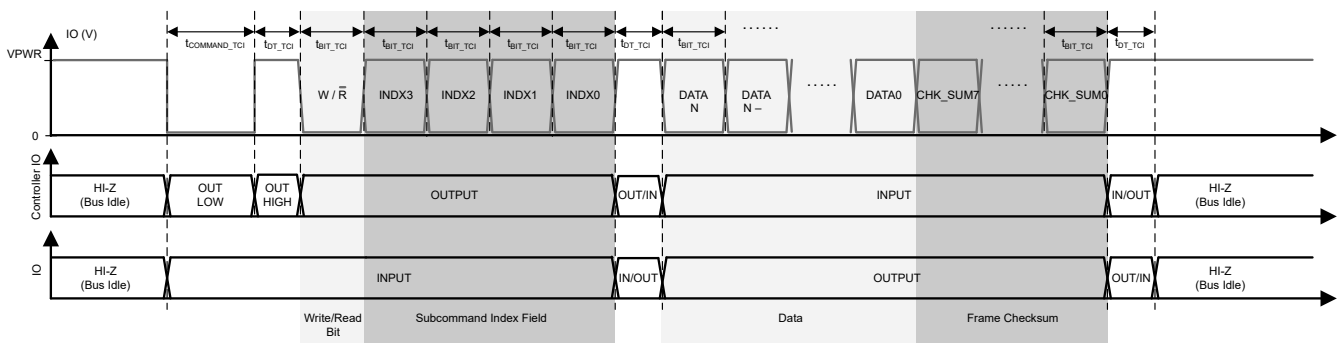 ......
......
IO (V)
tCOMMAND_TCI
tDT_TCI
tBIT_TCI
tBIT_TCI
tBIT_TCI
tBIT_TCI
tBIT_TCI
tDT_TCI
tBIT_TCI
tBIT_TCI
tDT_TCI
VPWR
W / R̅
INDX3
INDX2
INDX1
INDX0
DATA
N
DATA
N –
.....
DATA0
CHK_SUM7
.....
CHK_SUM0
0
Controller IO
HI-Z
(Bus Idle)
OUT
LOW
OUT
HIGH
OUTPUT
OUT/IN
INPUT
IN/OUT
HI-Z
(Bus Idle)
IO
HI-Z
(Bus Idle)
INPUT
IN/OUT
OUTPUT
OUT/IN
HI-Z
(Bus Idle)
Write/Read
Bit
Subcommand Index Field
Data
Frame Checksum